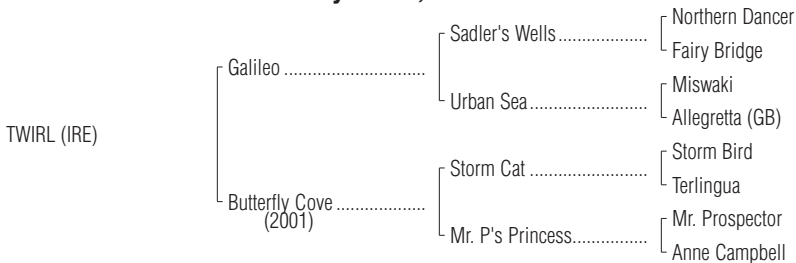 Northern Dancer
Sadler's Wells
Fairy Bridge
Galileo
Miswaki
Urban Sea
Allegretta (GB)
TWIRL (IRE)
Storm Bird
Storm Cat
Terlingua
Butterfly Cove
(2001)
Mr. Prospector
Mr. P's Princess
Anne Campbell